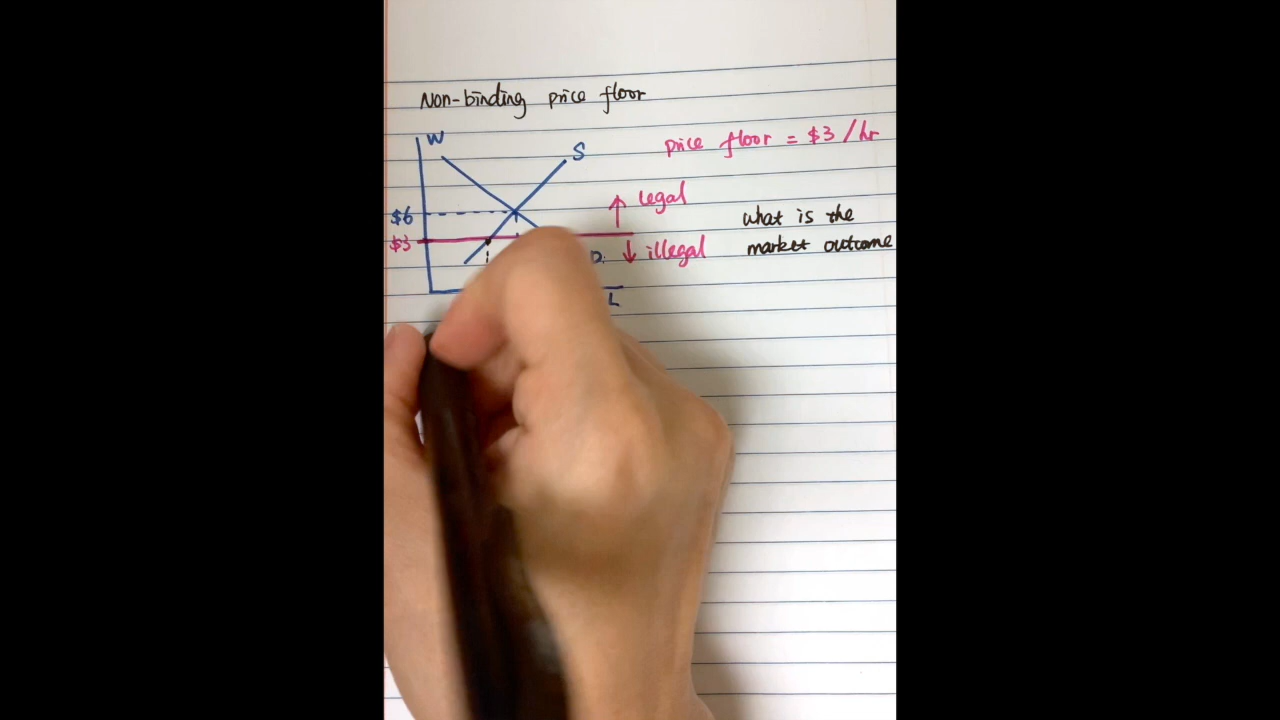 Non-binding price floor
W
price floor = $3/hr
S
↑ legal
$6
what is the
$3
↓ illegal
market outcome
D
L